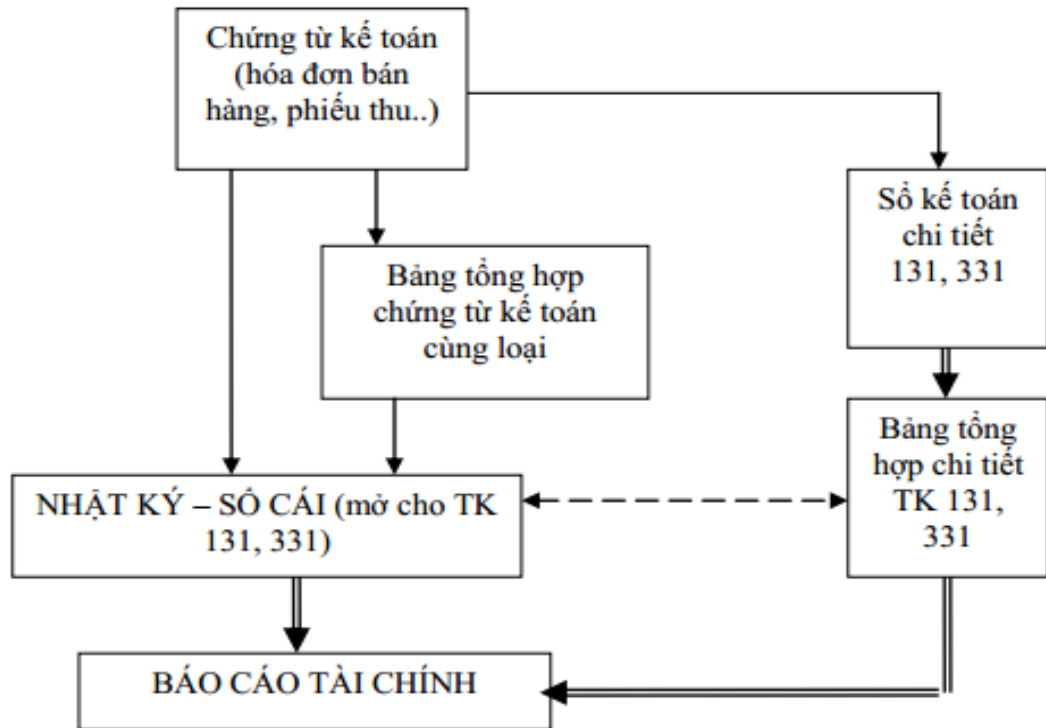 Chứng từ kế toán
(hóa đơn bán
hàng, phiếu thu..)
Sổ kế toán
chi tiết
131, 331
Bảng tổng hợp
chứng từ kế toán
cùng loại
Bảng tổng
hợp chi tiết
TK 131,
331
NHẬT KÝ – SỔ CÁI (mở cho TK
131, 331)
BÁO CÁO TÀI CHÍNH